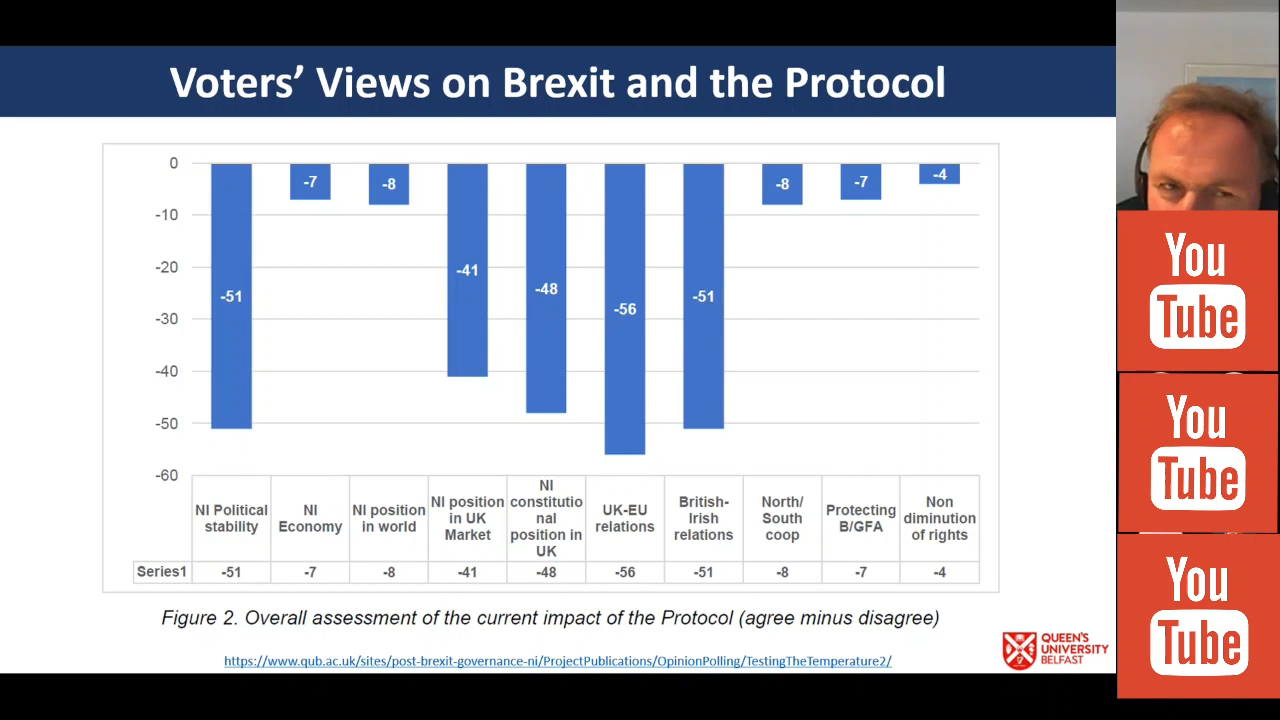 Voters' Views on Brexit and the Protocol
0
-10
-20
-30
-40
-50
-60
-51
-7
-8
-41
-48
-56
-51
-8
-7
-4
NI Political
stability
NI
Economy
NI position
in world
NI position
in UK
Market
NI
constitutio
nal
position in
UK
UK-EU
relations
British-
Irish
relations
North/
South
coop
Protecting
B/GFA
Non
diminution
of rights
Series1 -51 -7 -8 -41 -48 -56 -51 -8 -7 -4
Figure 2. Overall assessment of the current impact of the Protocol (agree minus disagree)
https://www.qub.ac.uk/sites/post-brexit-governance-ni/ProjectPublications/OpinionPolling/TestingTheTemperature2/
QUEEN'S
UNIVERSITY
BELFAST
You
Tube
You
Tube
You
Tube